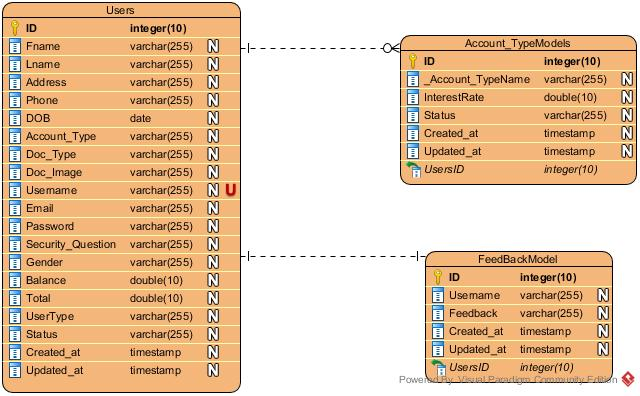 Users
ID integer(10)
Fname varchar(255) N
Lname varchar(255) N
Address varchar(255) N
Phone varchar(255) N
DOB date N
Account_Type varchar(255) N
Doc_Type varchar(255) N
Doc_Image varchar(255) N
Username varchar(255) N U
Email varchar(255) N
Password varchar(255) N
Security_Question varchar(255) N
Gender varchar(255) N
Balance double(10) N
Total double(10) N
UserType varchar(255) N
Status varchar(255) N
Created_at timestamp N
Updated_at timestamp N
Account_TypeModels
ID integer(10)
_Account_TypeName varchar(255) N
InterestRate double(10) N
Status varchar(255) N
Created_at timestamp N
Updated_at timestamp N
UsersID integer(10)
FeedBackModel
ID integer(10)
Username varchar(255) N
Feedback varchar(255) N
Created_at timestamp N
Updated_at timestamp N
UsersID integer(10)
Powered By Visual Paradigm Community Edition